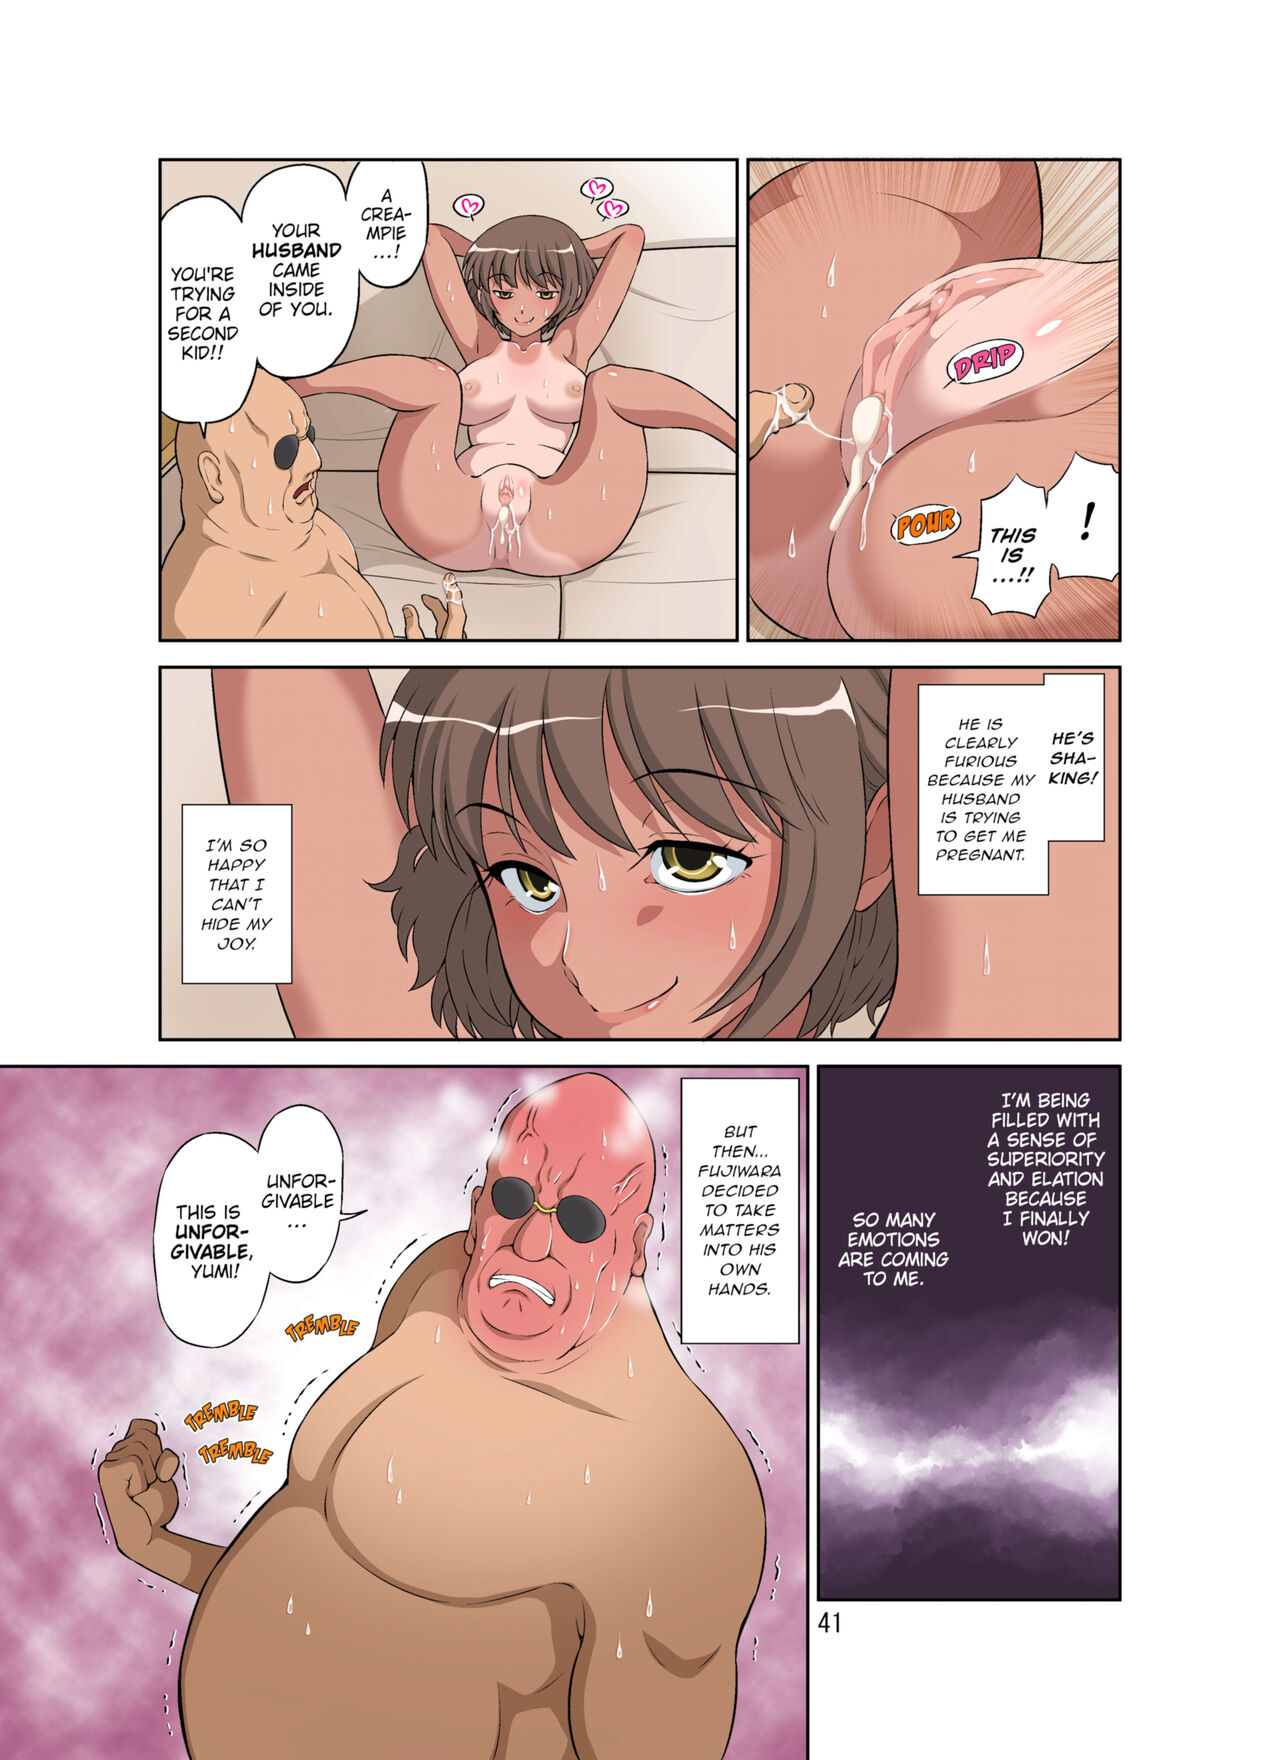 !
THIS
IS
...!!
DRIP
POUR
A
CREA-
MPIE
...!
YOUR
HUSBAND
CAME
INSIDE
OF YOU.
YOU'RE
TRYING
FOR A
SECOND
KID!!
HE'S
SHA-
KING!
HE IS
CLEARLY
FURIOUS
BECAUSE MY
HUSBAND
IS TRYING
TO GET ME
PREGNANT.
I'M SO
HAPPY
THAT I
CAN'T
HIDE MY
JOY.
I'M BEING
FILLED WITH
A SENSE OF
SUPERIORITY
AND ELATION
BECAUSE
I FINALLY
WON!
SO MANY
EMOTIONS
ARE COMING
TO ME.
BUT
THEN...
FUJIWARA
DECIDED
TO TAKE
MATTERS
INTO HIS
OWN
HANDS.
UNFOR-
GIVABLE
...
THIS IS
UNFOR-
GIVABLE,
YUMI!
TREMBLE
TREMBLE
TREMBLE
41